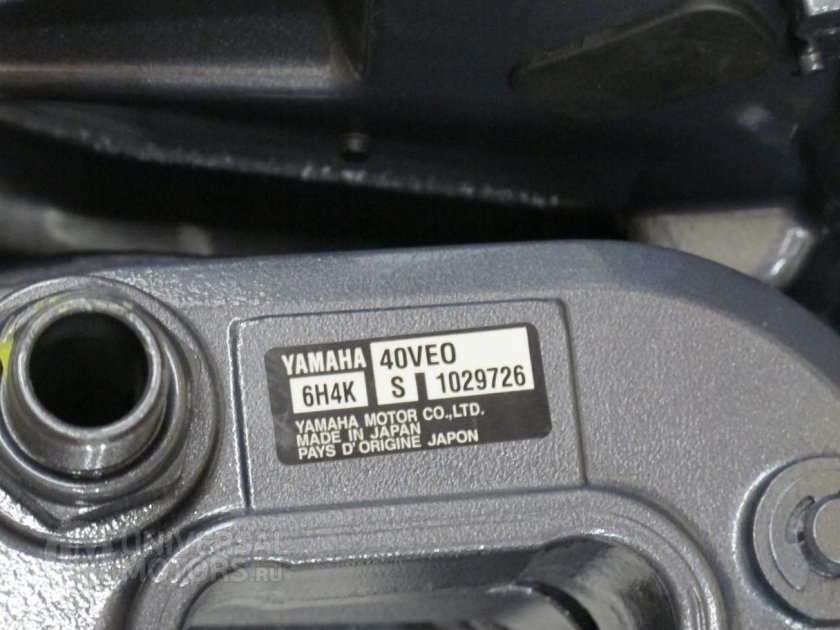 YAMAHA 40VEO
6H4K S 1029726
YAMAHA MOTOR CO.,LTD.
MADE IN JAPAN
PAYS D'ORIGINE JAPON
UNIVERSAL
MOTORS.RU